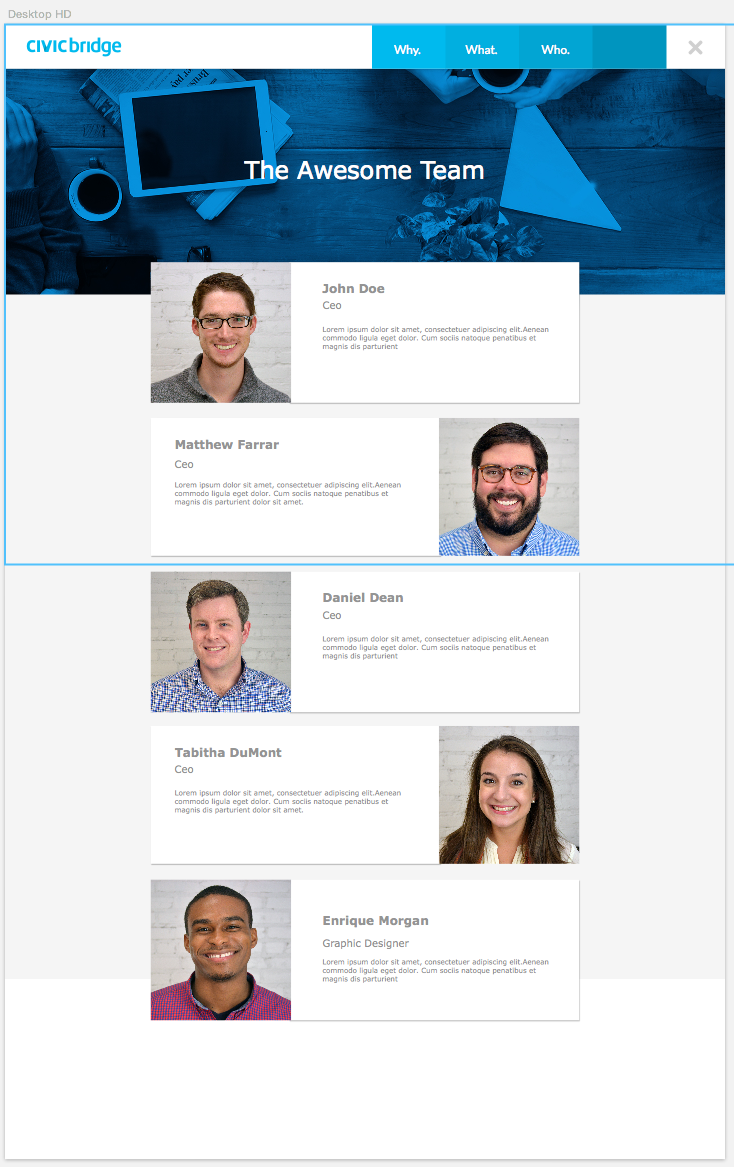 Desktop HD
CIVIC bridge
Why. What. Who.
The Awesome Team
John Doe
Ceo
Lorem ipsum dolor sit amet, consectetuer adipiscing elit.Aenean
commodo ligula eget dolor. Cum sociis natoque penatibus et
magnis dis parturient
Matthew Farrar
Ceo
Lorem ipsum dolor sit amet, consectetuer adipiscing elit.Aenean
commodo ligula eget dolor. Cum sociis natoque penatibus et
magnis dis parturient dolor sit amet.
Daniel Dean
Ceo
Lorem ipsum dolor sit amet, consectetuer adipiscing elit.Aenean
commodo ligula eget dolor. Cum sociis natoque penatibus et
magnis dis parturient
Tabitha DuMont
Ceo
Lorem ipsum dolor sit amet, consectetuer adipiscing elit.Aenean
commodo ligula eget dolor. Cum sociis natoque penatibus et
magnis dis parturient dolor sit amet.
Enrique Morgan
Graphic Designer
Lorem ipsum dolor sit amet, consectetuer adipiscing elit.Aenean
commodo ligula eget dolor. Cum sociis natoque penatibus et
magnis dis parturient